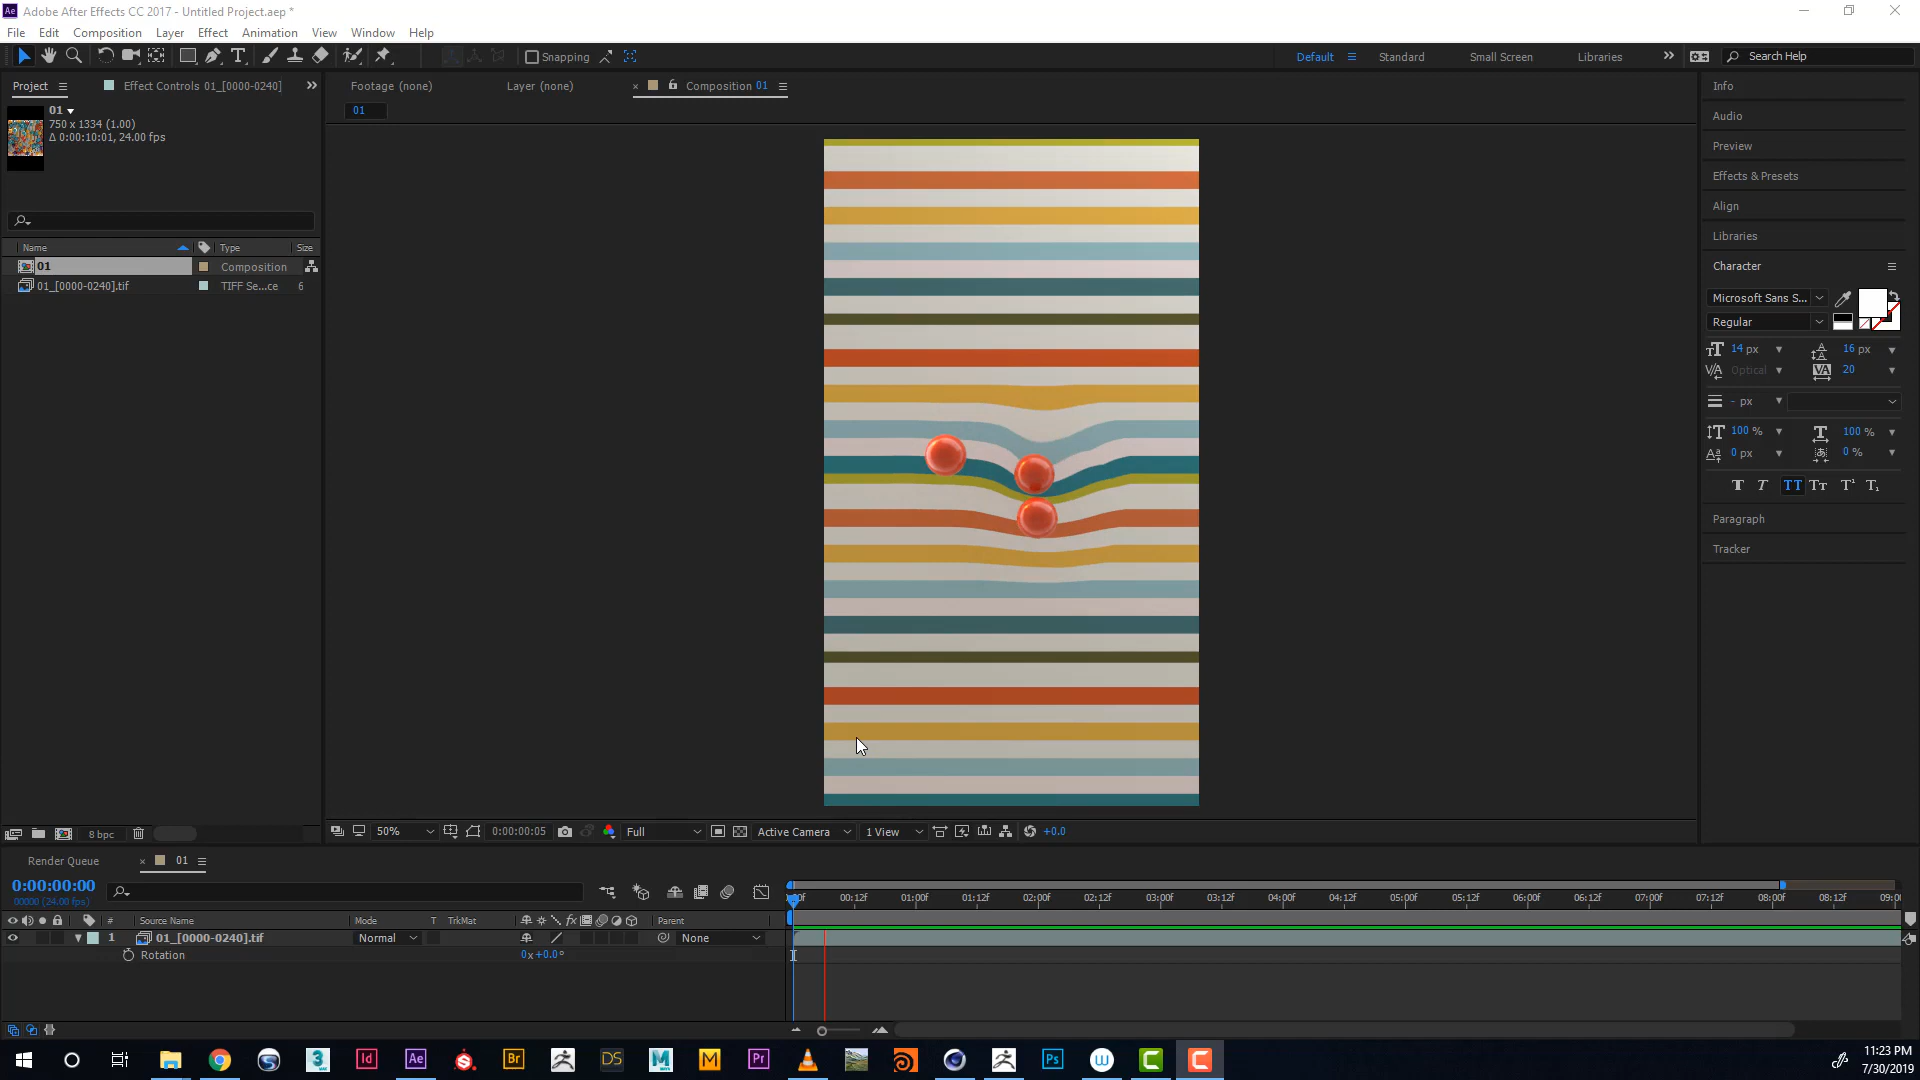 Adobe After Effects CC 2017 - Untitled Project.aep *
File Edit Composition Layer Effect Animation View Window Help
Snapping
Default Standard Small Screen Libraries Search Help
Project Effect Controls 01_[0000-0240]
Footage (none) Layer (none) Composition 01
01
01
750 x 1334 (1.00)
Δ 0:00:10:01, 24.00 fps
Name Type Size
01 Composition
01_[0000-0240].tif TIFF Se...ce 6
Info
Audio
Preview
Effects & Presets
Align
Libraries
Character
Microsoft Sans S...
Regular
14 px 16 px
Optical 20
- px
100 % 100 %
0 px 0 %
Paragraph
Tracker
8 bpc
50% 0:00:00:05 Full Active Camera 1 View +0.0
Render Queue 01
0:00:00:00
00000 (24.00 fps)
00:12f 01:00f 01:12f 02:00f 02:12f 03:00f 03:12f 04:00f 04:12f 05:00f 05:12f 06:00f 06:12f 07:00f 07:12f 08:00f 08:12f
# Source Name Mode T TrkMat Parent
1 01_[0000-0240].tif Normal None
Rotation 0x+0.0°
Id Ae Br DS M M Pr Ps W C C
11:23 PM
7/30/2019